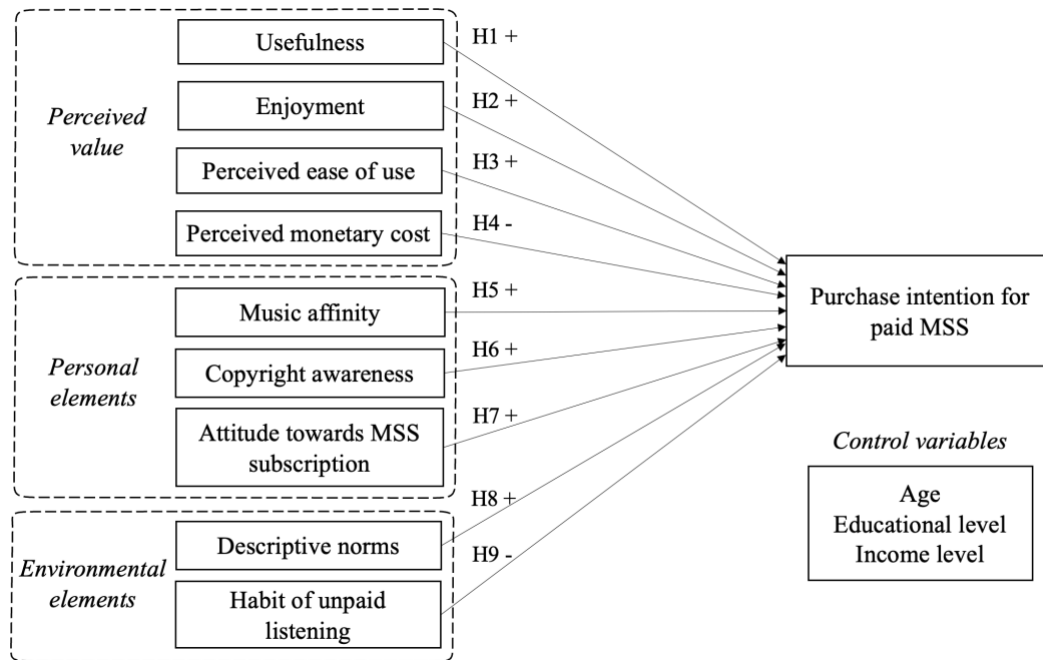 Perceived
value
Usefulness
H1 +
Enjoyment
H2 +
Perceived ease of use
H3 +
Perceived monetary cost
H4 -
Personal
elements
Music affinity
H5 +
Copyright awareness
H6 +
Attitude towards MSS
subscription
H7 +
Environmental
elements
Descriptive norms
H8 +
Habit of unpaid
listening
H9 -
Purchase intention for
paid MSS
Control variables
Age
Educational level
Income level